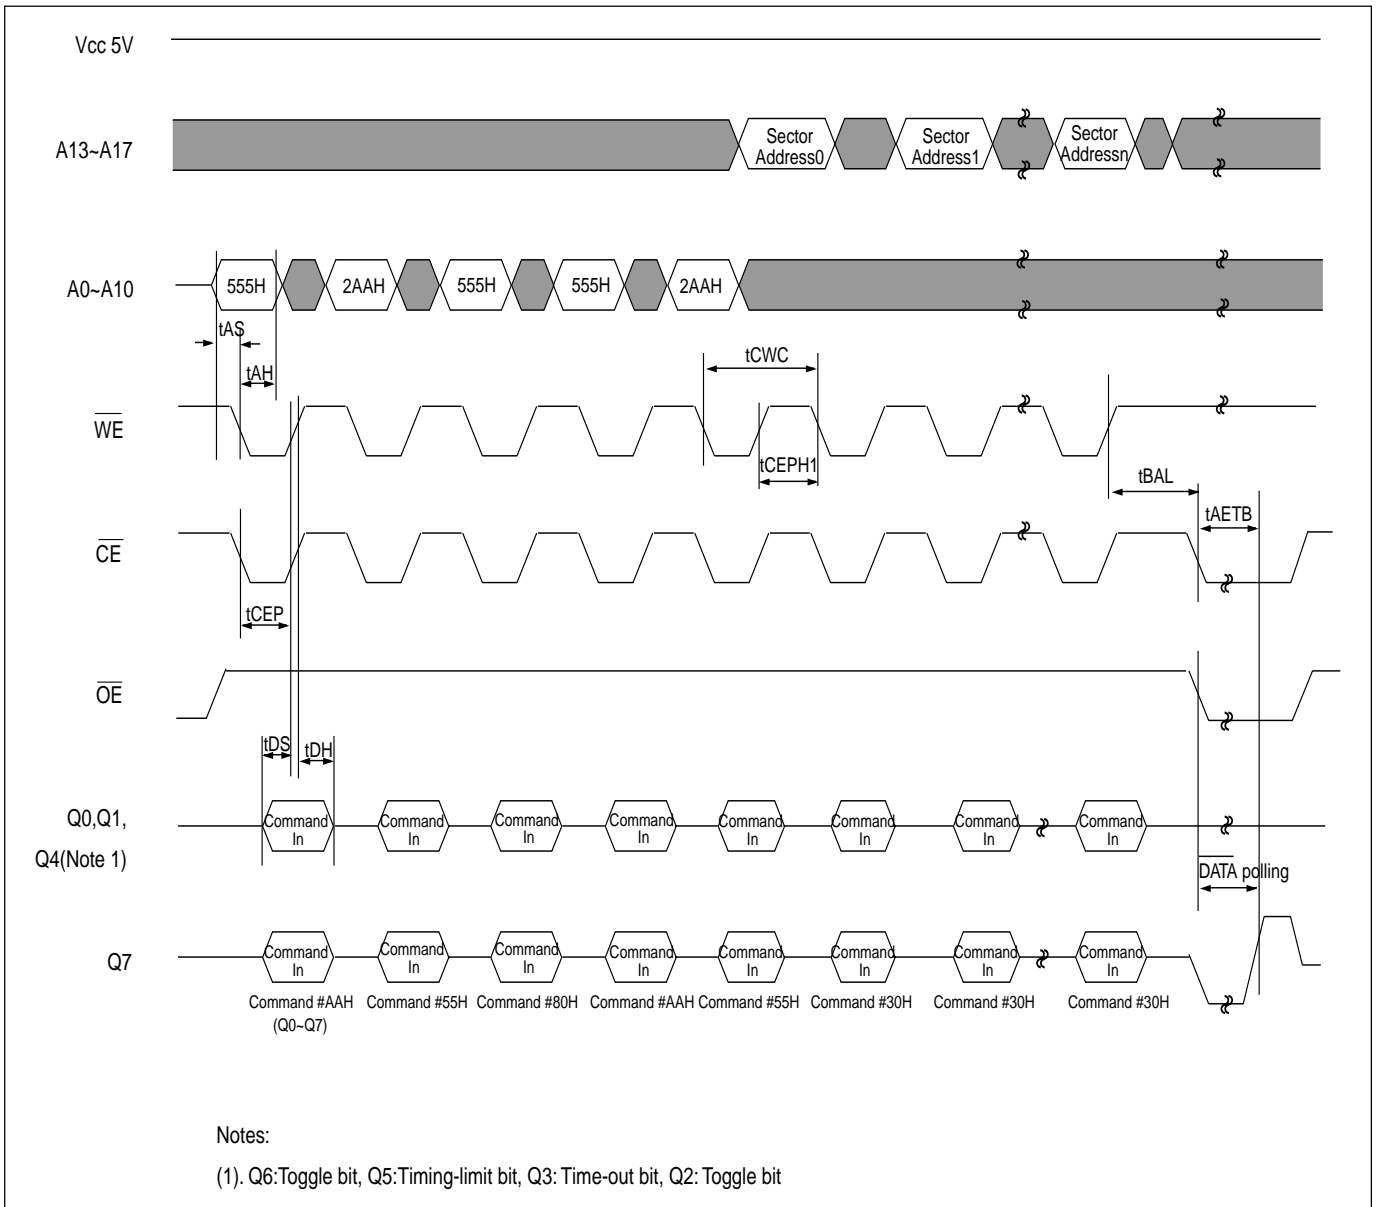 Vcc 5V
A13~A17
Sector
Address0
Sector
Address1
Sector
Addressn
A0~A10
555H
2AAH
555H
555H
2AAH
tAS
tAH
tCWC
WE
tCEPH1
tBAL
tAETB
CE
tCEP
OE
tDS
tDH
Q0,Q1,
Q4(Note 1)
Command
In
Command
In
Command
In
Command
In
Command
In
Command
In
Command
In
Command
In
DATA polling
Q7
Command
In
Command
In
Command
In
Command
In
Command
In
Command
In
Command
In
Command
In
Command #AAH
(Q0~Q7)
Command #55H
Command #80H
Command #AAH
Command #55H
Command #30H
Command #30H
Command #30H
Notes:
(1). Q6:Toggle bit, Q5:Timing-limit bit, Q3: Time-out bit, Q2: Toggle bit